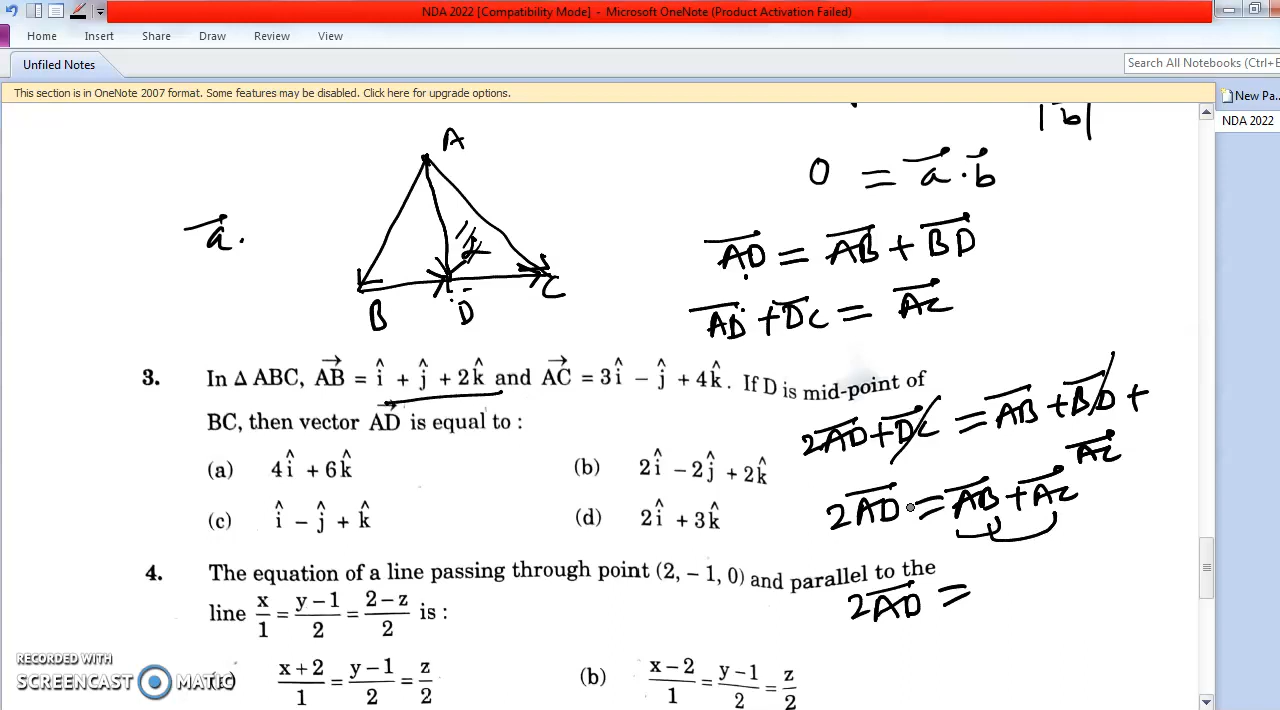 NDA 2022 [Compatibility Mode] - Microsoft OneNote (Product Activation Failed)
Home Insert Share Draw Review View
Unfiled Notes
Search All Notebooks (Ctrl+E
This section is in OneNote 2007 format. Some features may be disabled. Click here for upgrade options.
New Pa..
NDA 2022
|b|
A
0 = a⃗ · b⃗
a⃗.
AD⃗ = AB⃗ + BD⃗
B D C
AD⃗ + DC⃗ = AC⃗
3. In Δ ABC, AB⃗ = î + ĵ + 2k̂ and AC⃗ = 3î − ĵ + 4k̂. If D is mid-point of
BC, then vector AD⃗ is equal to :
2AD⃗ + DC⃗ = AB⃗ + BD⃗ +
AC⃗
(a) 4î + 6k̂ (b) 2î − 2ĵ + 2k̂
2AD⃗ = AB⃗ + AC⃗
(c) î − ĵ + k̂ (d) 2î + 3k̂
4. The equation of a line passing through point (2, − 1, 0) and parallel to the
line x/1 = y−1/2 = 2−z/2 is :
2AD⃗ =
x+2/1 = y−1/2 = z/2 (b) x−2/1 = y−1/2 = z/2
RECORDED WITH
SCREENCAST MATIC